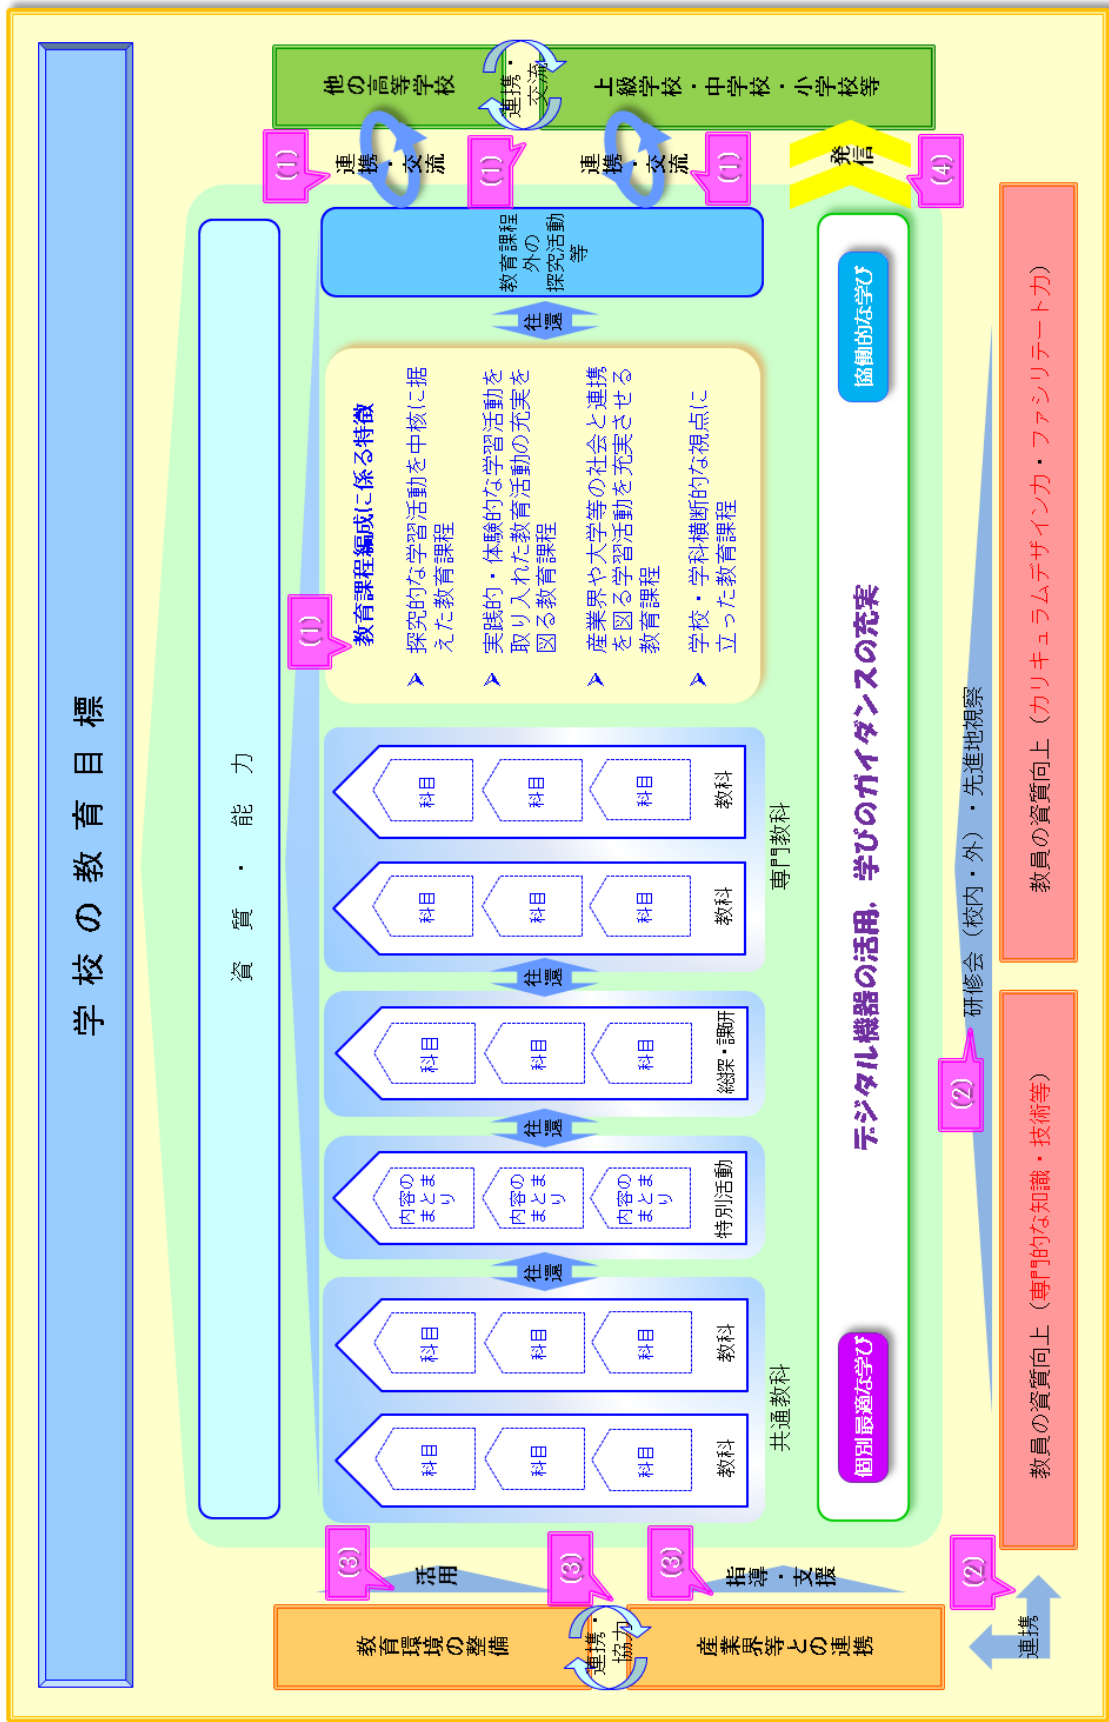 学校の教育目標
資質・能力
(3)
活用
教育環境の整備
連携・
協力
(3)
産業界等との連携
(3)
指導・支援
(2)
連携
科目
科目
科目
教科
科目
科目
科目
教科
共通教科
往還
内容の
まとま
り
内容の
まとま
り
内容の
まとま
り
特別活動
往還
科目
科目
科目
総探・課研
往還
科目
科目
科目
教科
科目
科目
科目
教科
専門教科
(1)
教育課程編成に係る特徴
➢ 探究的な学習活動を中核に据
えた教育課程
➢ 実践的・体験的な学習活動を
取り入れた教育活動の充実を
図る教育課程
➢ 産業界や大学等の社会と連携
を図る学習活動を充実させる
教育課程
➢ 学校・学科横断的な視点に
立った教育課程
往還
教育課程
外の
探究活動
等
(1)
連携・交流
他の高等学校
(1)
連携・
交流
連携・交流
(1)
上級学校・中学校・小学校等
発信
(4)
個別最適な学び
デジタル機器の活用，学びのガイダンスの充実
協働的な学び
(2)
研修会（校内・外）・先進地視察
教員の資質向上（専門的な知識・技術等）
教員の資質向上（カリキュラムデザイン力・ファシリテート力）